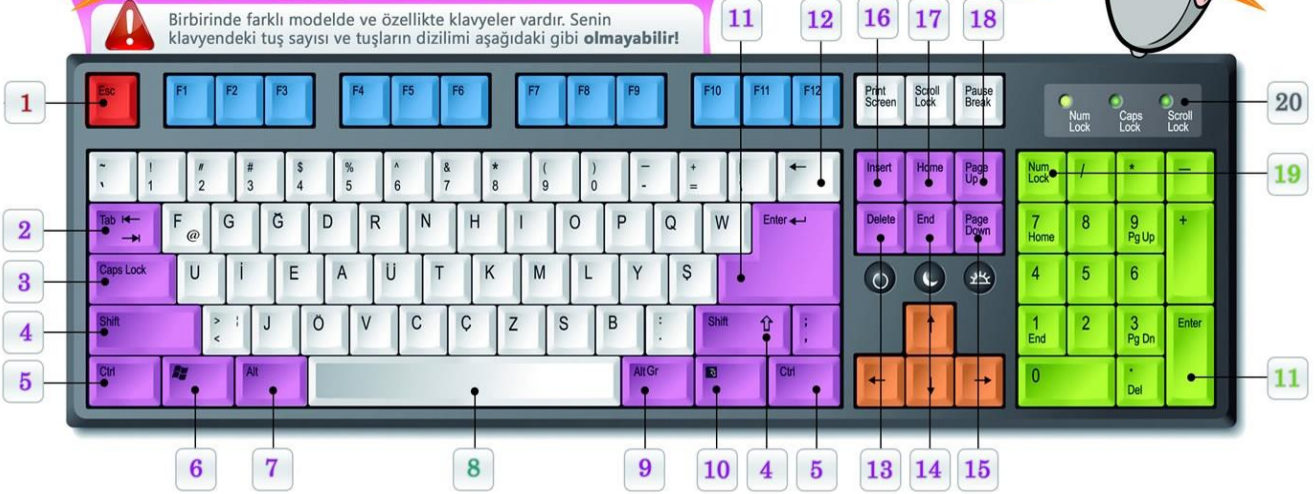 Birbirinde farklı modelde ve özellikte klavyeler vardır. Senin
klavyendeki tuş sayısı ve tuşların dizilimi aşağıdaki gibi olmayabilir!
11 12 16 17 18
1 Esc F1 F2 F3 F4 F5 F6 F7 F8 F9 F10 F11 F12 Print Screen Scroll Lock Pause Break Num Lock Caps Lock Scroll Lock 20
~ ` ! 1 " 2 # 3 $ 4 % 5 ^ 6 & 7 * 8 ( 9 ) 0 _ - + = ← Insert Home Page Up Num Lock / * — 19
2 Tab F @ G Ğ D R N H I O P Q W Enter Delete End Page Down 7 Home 8 9 Pg Up +
3 Caps Lock U İ E A Ü T K M L Y Ş 4 5 6
4 Shift > < ¦ J Ö V C Ç Z S B : . Shift ⇧ ; , ↑ 1 End 2 3 Pg Dn Enter
5 Ctrl Alt Alt Gr Ctrl ← ↓ → 0 . Del 11
6 7 8 9 10 4 5 13 14 15